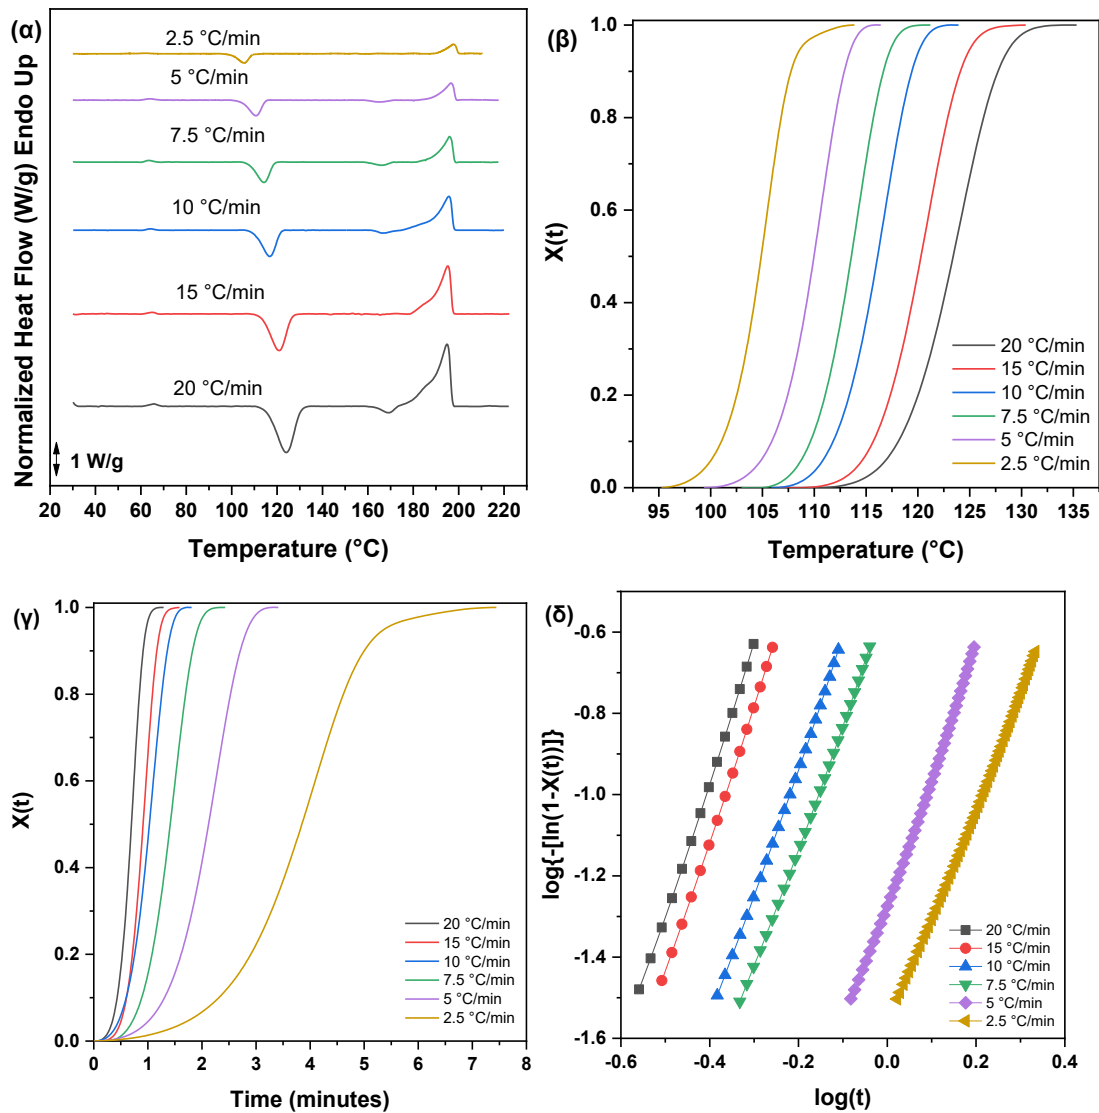 (α)
2.5 °C/min
5 °C/min
7.5 °C/min
10 °C/min
15 °C/min
20 °C/min
1 W/g
Normalized Heat Flow (W/g) Endo Up
20 40 60 80 100 120 140 160 180 200 220
Temperature (°C)
(β)
1.0
0.8
0.6
0.4
0.2
0.0
X(t)
20 °C/min
15 °C/min
10 °C/min
7.5 °C/min
5 °C/min
2.5 °C/min
95 100 105 110 115 120 125 130 135
Temperature (°C)
(γ)
1.0
0.8
0.6
0.4
0.2
0.0
X(t)
20 °C/min
15 °C/min
10 °C/min
7.5 °C/min
5 °C/min
2.5 °C/min
0 1 2 3 4 5 6 7 8
Time (minutes)
(δ)
-0.6
-0.8
-1.0
-1.2
-1.4
-1.6
log{-[ln(1-X(t))]}
20 °C/min
15 °C/min
10 °C/min
7.5 °C/min
5 °C/min
2.5 °C/min
-0.6 -0.4 -0.2 0.0 0.2 0.4
log(t)